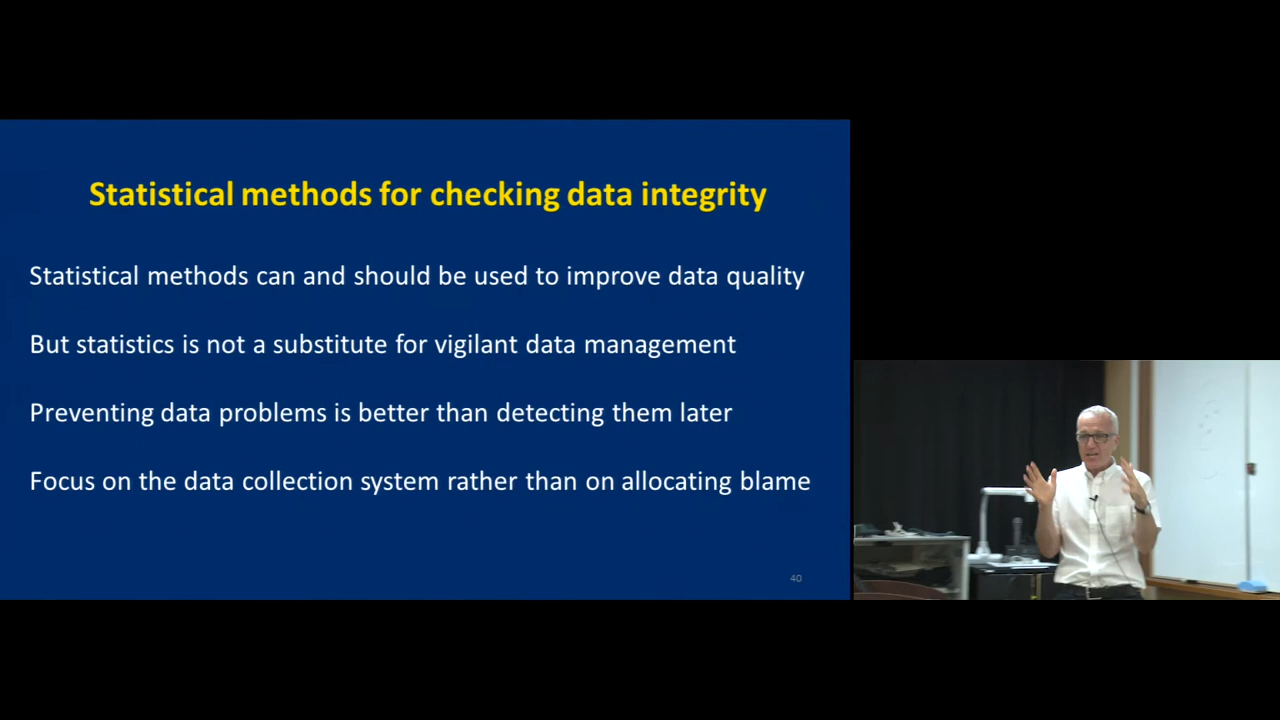 Statistical methods for checking data integrity
Statistical methods can and should be used to improve data quality
But statistics is not a substitute for vigilant data management
Preventing data problems is better than detecting them later
Focus on the data collection system rather than on allocating blame
40